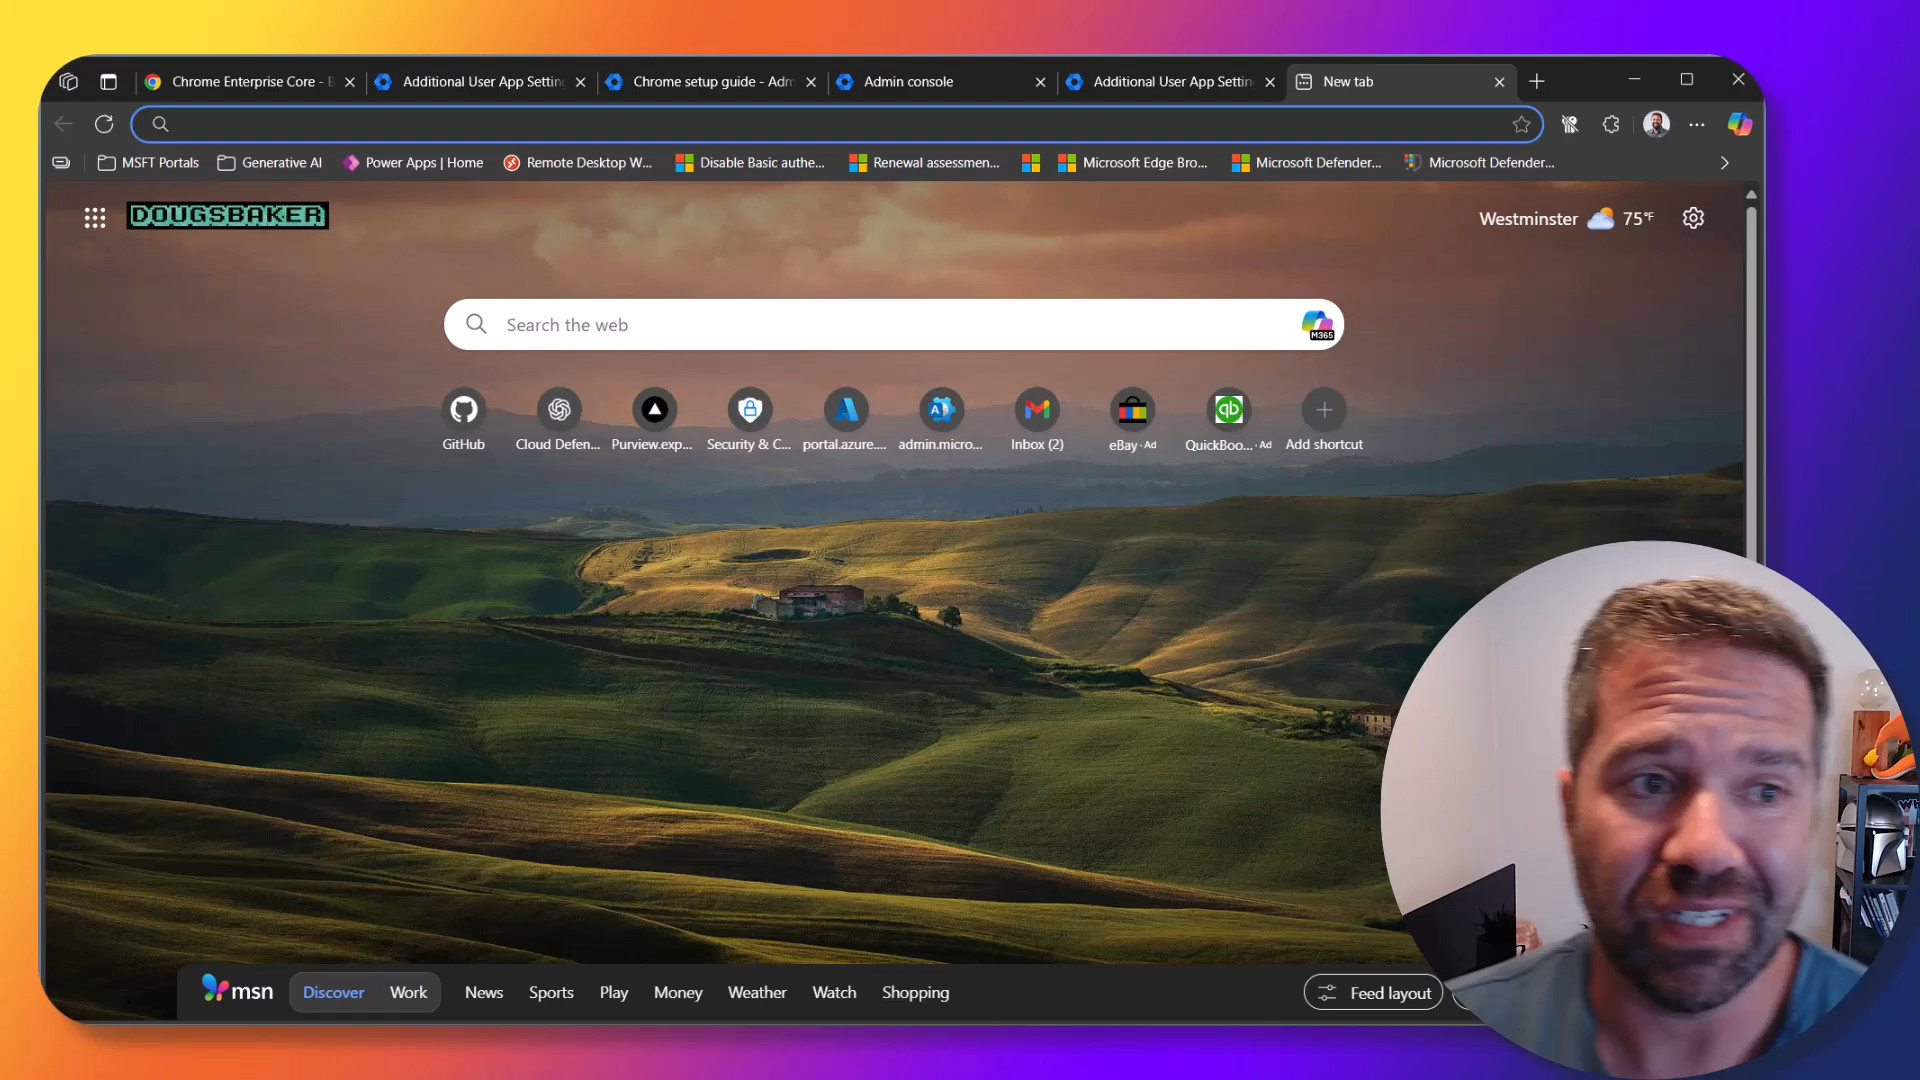 Chrome Enterprise Core - B
Additional User App Settin
Chrome setup guide - Adm
Admin console
Additional User App Settin
New tab
MSFT Portals
Generative AI
Power Apps | Home
Remote Desktop W...
Disable Basic authe...
Renewal assessmen...
Microsoft Edge Bro...
Microsoft Defender...
Microsoft Defender...
DOUGSBAKER
Westminster 75°F
Search the web
M365
GitHub
Cloud Defen...
Purview.exp...
Security & C...
portal.azure....
admin.micro...
Inbox (2)
eBay · Ad
QuickBoo... · Ad
Add shortcut
msn
Discover
Work
News
Sports
Play
Money
Weather
Watch
Shopping
Feed layout